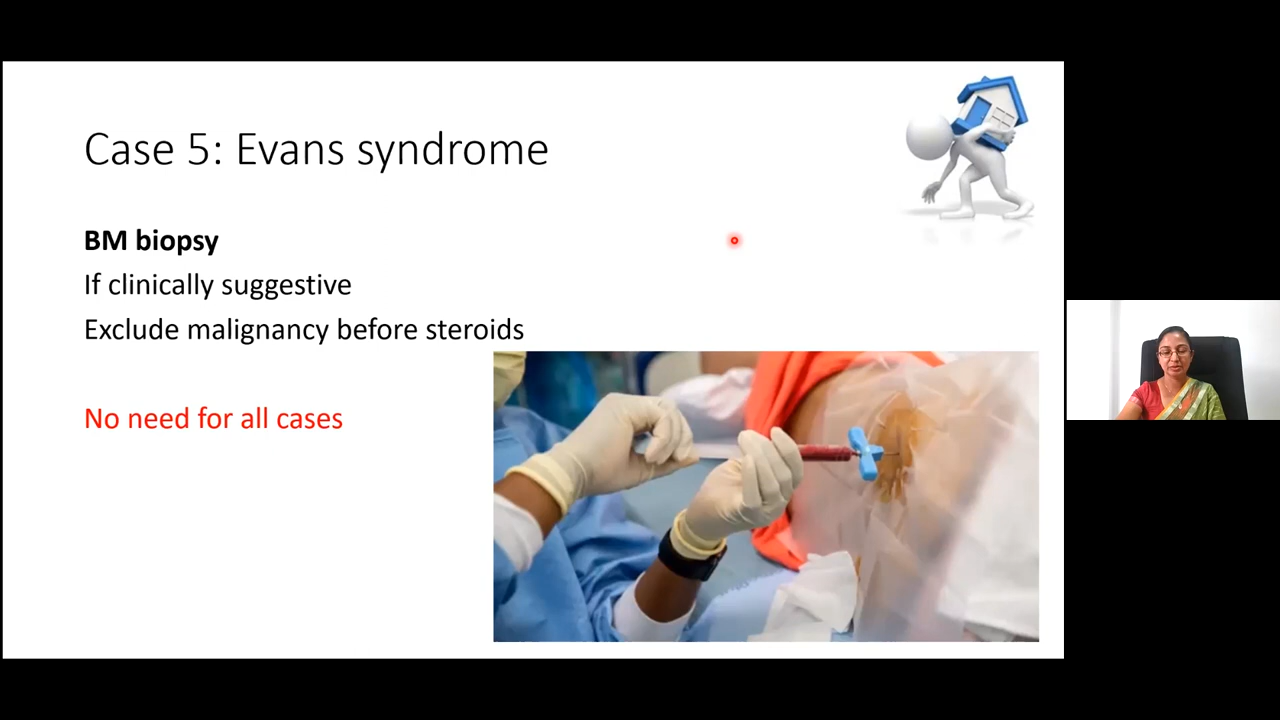 Case 5: Evans syndrome
BM biopsy
If clinically suggestive
Exclude malignancy before steroids
No need for all cases